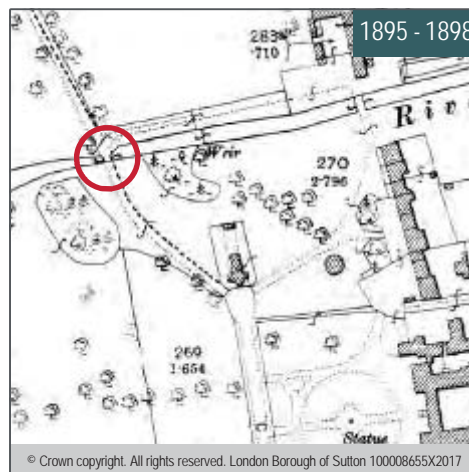 1895 - 1898
283
·710
Riv
Weir
270
2·796
269
1·654
Statue
© Crown copyright. All rights reserved. London Borough of Sutton 100008655X2017